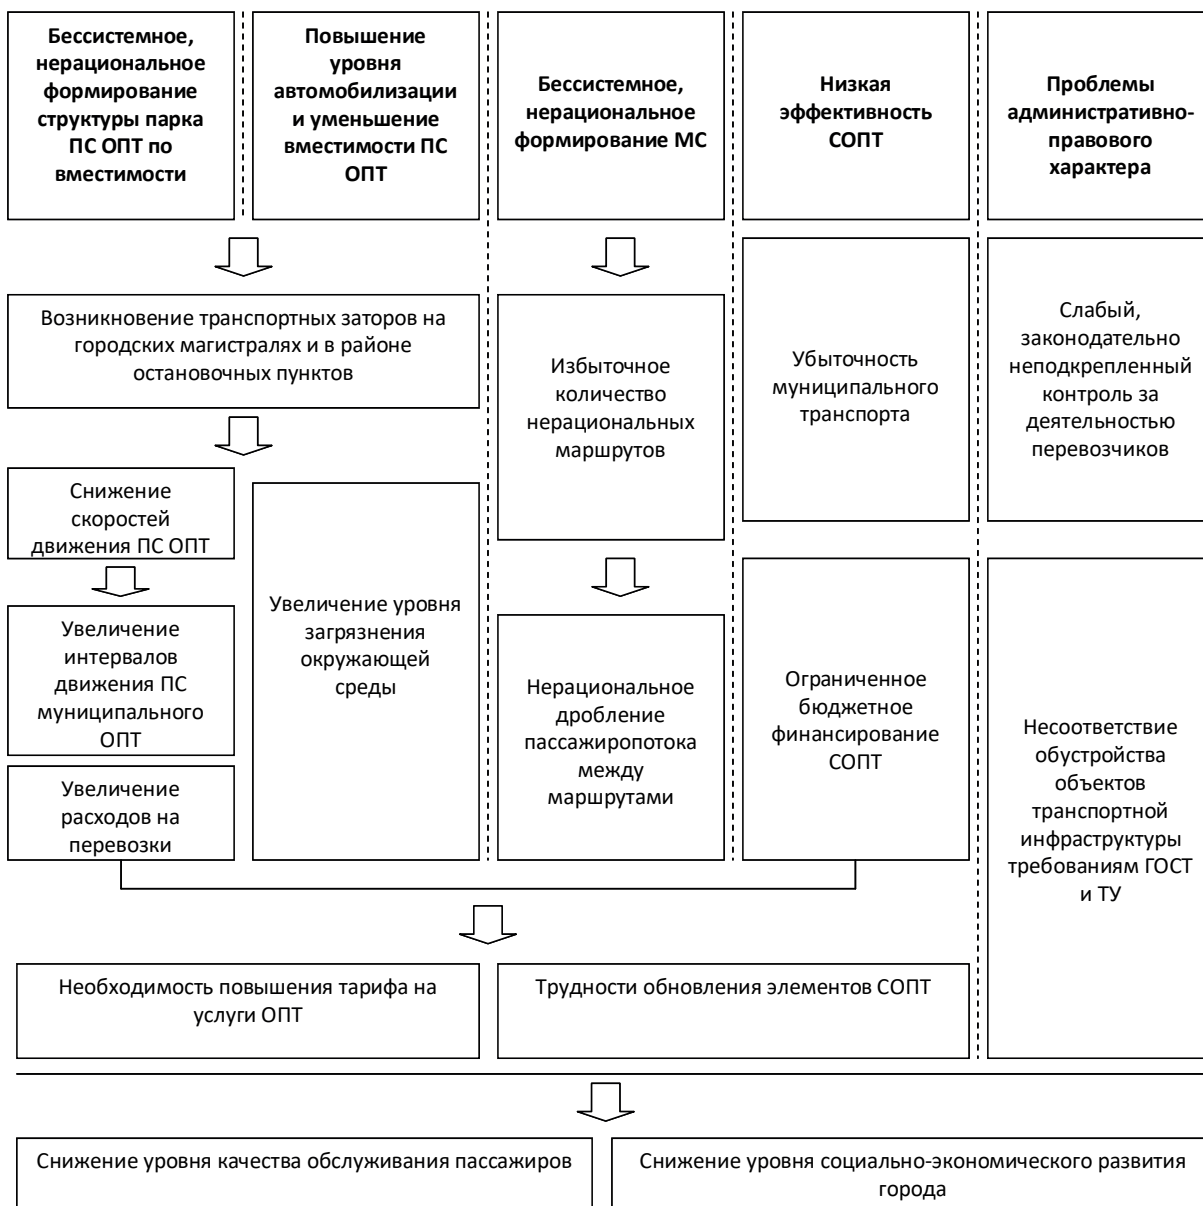 Бессистемное,
нерациональное
формирование
структуры парка
ПС ОПТ по
вместимости
Повышение
уровня
автомобилизации
и уменьшение
вместимости ПС
ОПТ
Бессистемное,
нерациональное
формирование МС
Низкая
эффективность
СОПТ
Проблемы
административно-
правового
характера
Возникновение транспортных заторов на
городских магистралях и в районе
остановочных пунктов
Избыточное
количество
нерациональных
маршрутов
Убыточность
муниципального
транспорта
Слабый,
законодательно
неподкрепленный
контроль за
деятельностью
перевозчиков
Снижение
скоростей
движения ПС ОПТ
Увеличение уровня
загрязнения
окружающей
среды
Увеличение
интервалов
движения ПС
муниципального
ОПТ
Нерациональное
дробление
пассажиропотока
между
маршрутами
Ограниченное
бюджетное
финансирование
СОПТ
Несоответствие
обустройства
объектов
транспортной
инфраструктуры
требованиям ГОСТ
и ТУ
Увеличение
расходов на
перевозки
Необходимость повышения тарифа на
услуги ОПТ
Трудности обновления элементов СОПТ
Снижение уровня качества обслуживания пассажиров
Снижение уровня социально-экономического развития
города